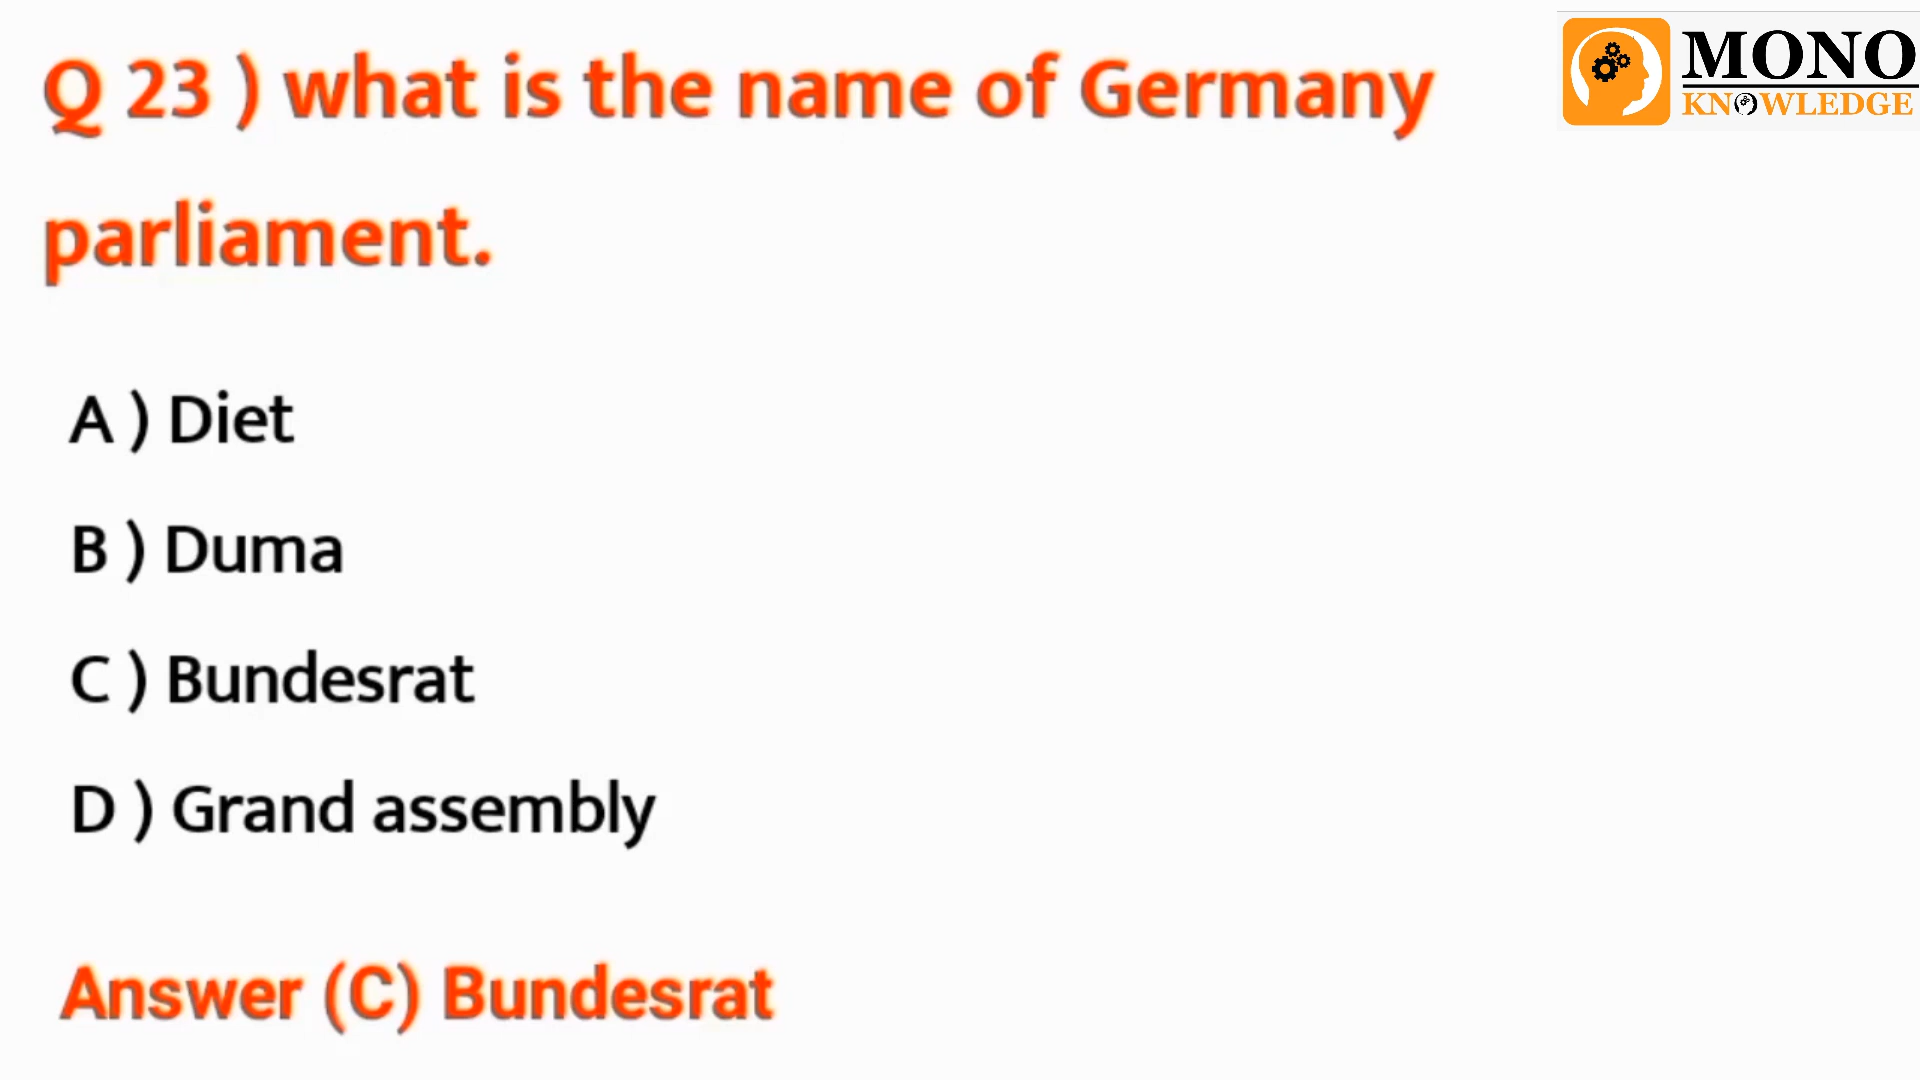 Q 23 ) what is the name of Germany
parliament.
A ) Diet
B ) Duma
C ) Bundesrat
D ) Grand assembly
Answer (C) Bundesrat
MONO
KNOWLEDGE